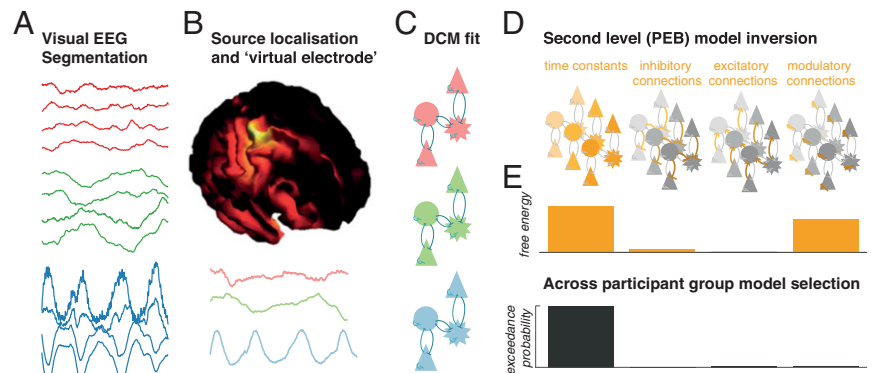 A
Visual EEG
Segmentation
B
Source localisation
and ‘virtual electrode’
C
DCM fit
D
Second level (PEB) model inversion
time constants
inhibitory
connections
excitatory
connections
modulatory
connections
E
free energy
Across participant group model selection
exceedance
probability